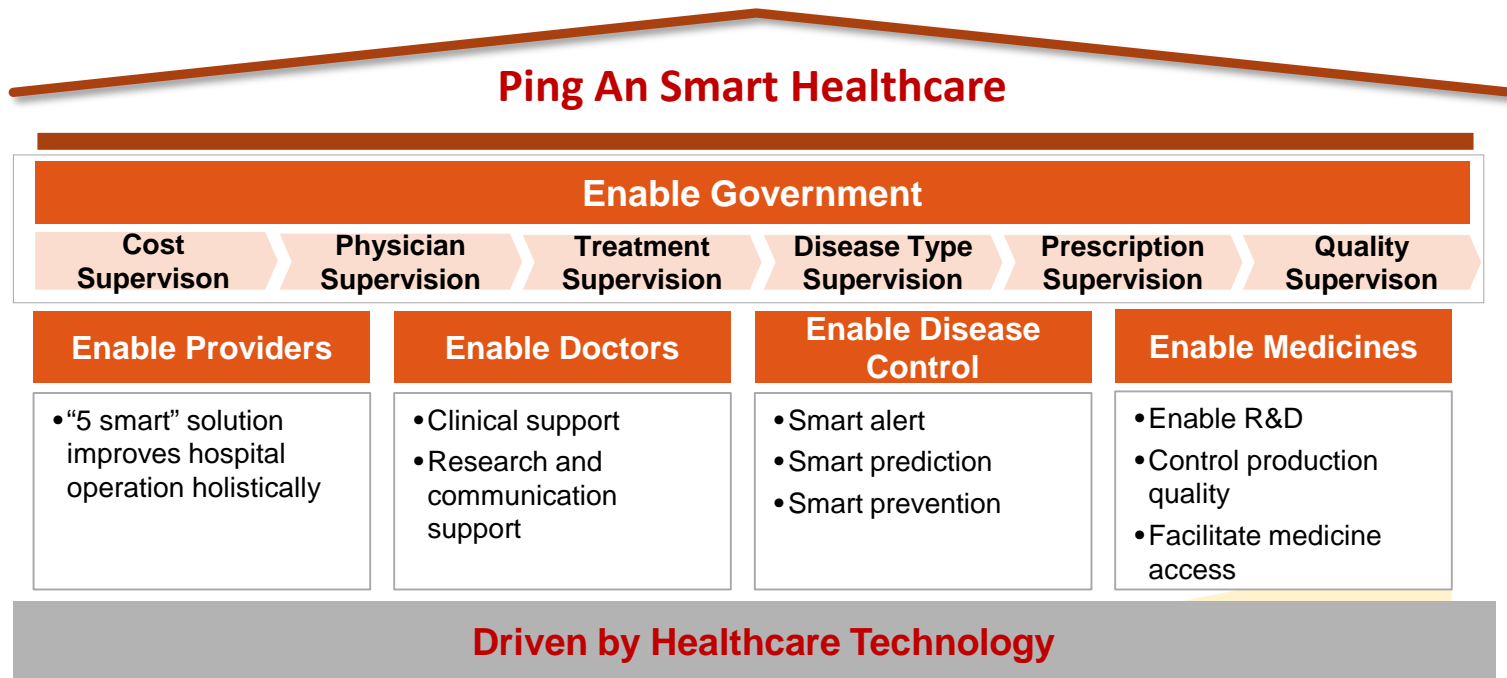 Ping An Smart Healthcare
Enable Government
Cost
Supervison
Physician
Supervision
Treatment
Supervision
Disease Type
Supervision
Prescription
Supervision
Quality
Supervison
Enable Providers
•“5 smart” solution
improves hospital
operation holistically
Enable Doctors
•Clinical support
•Research and
communication
support
Enable Disease
Control
•Smart alert
•Smart prediction
•Smart prevention
Enable Medicines
•Enable R&D
•Control production
quality
•Facilitate medicine
access
Driven by Healthcare Technology